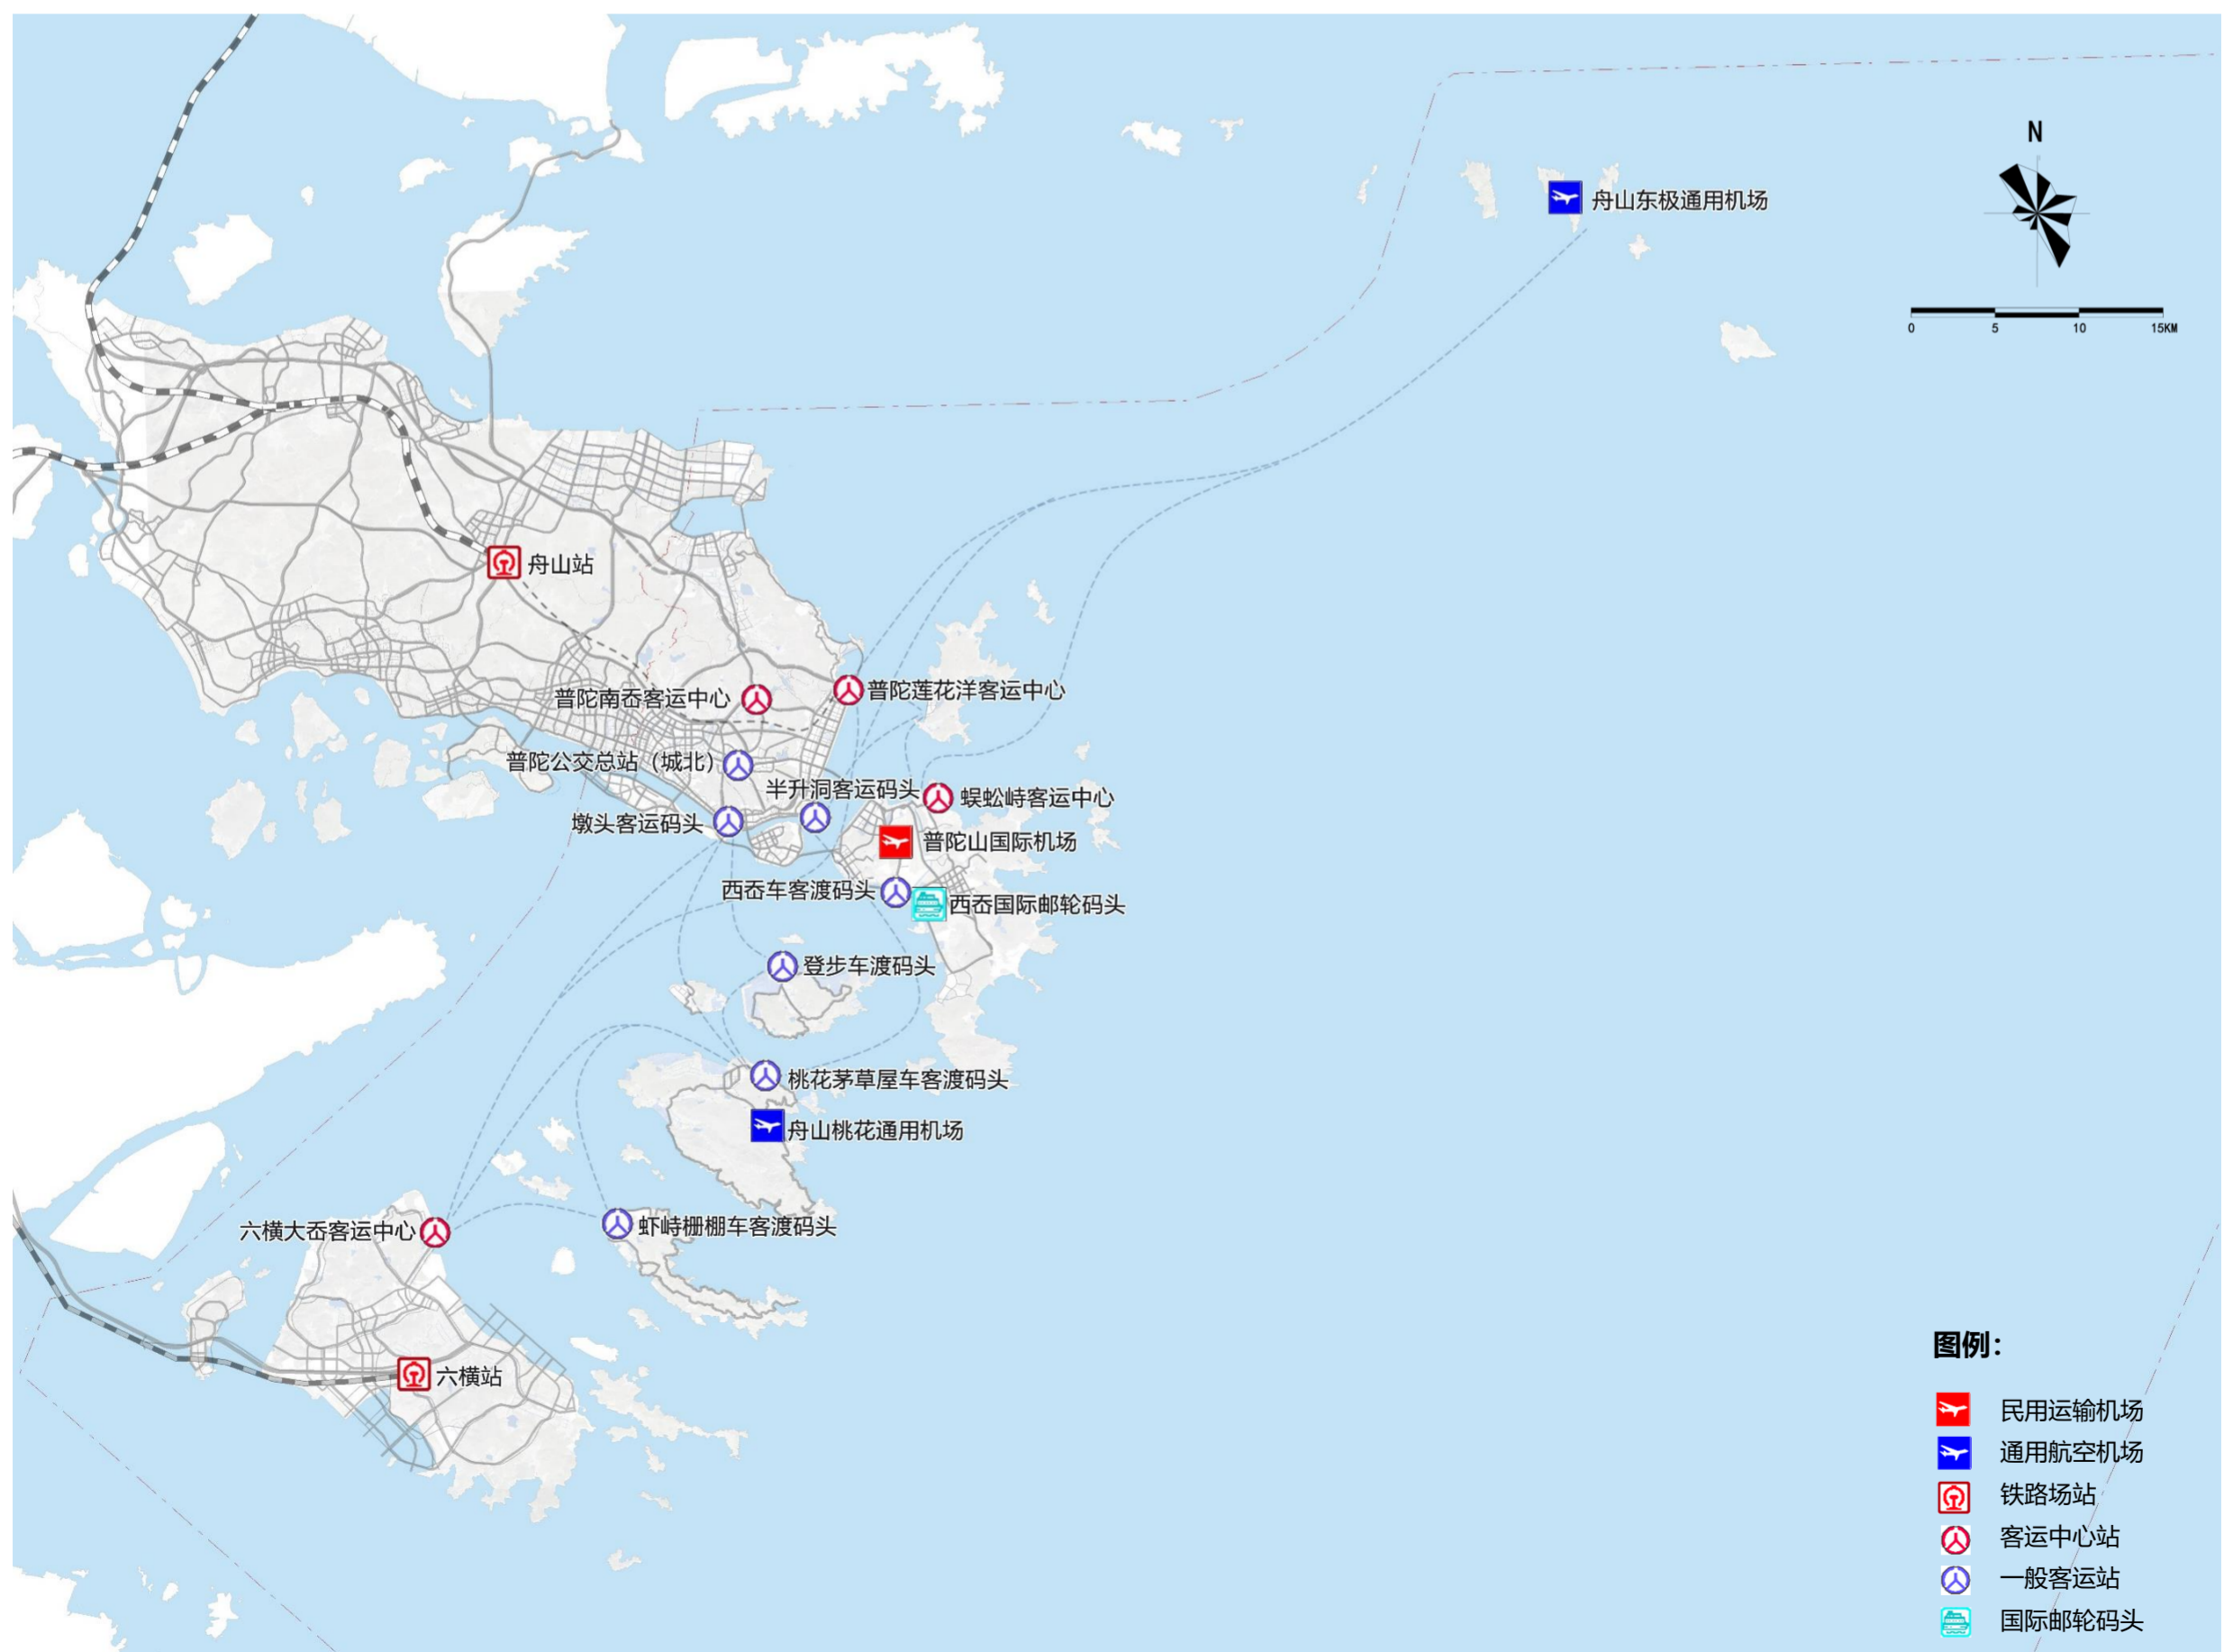 N
舟山东极通用机场
0 5 10 15KM
舟山站
普陀南岙客运中心
普陀莲花洋客运中心
普陀公交总站（城北）
半升洞客运码头
蜈蚣峙客运中心
墩头客运码头
普陀山国际机场
西岙车客渡码头
西岙国际邮轮码头
登步车渡码头
桃花茅草屋车客渡码头
舟山桃花通用机场
六横大岙客运中心
虾峙栅棚车客渡码头
六横站
图例：
民用运输机场
通用航空机场
铁路场站
客运中心站
一般客运站
国际邮轮码头